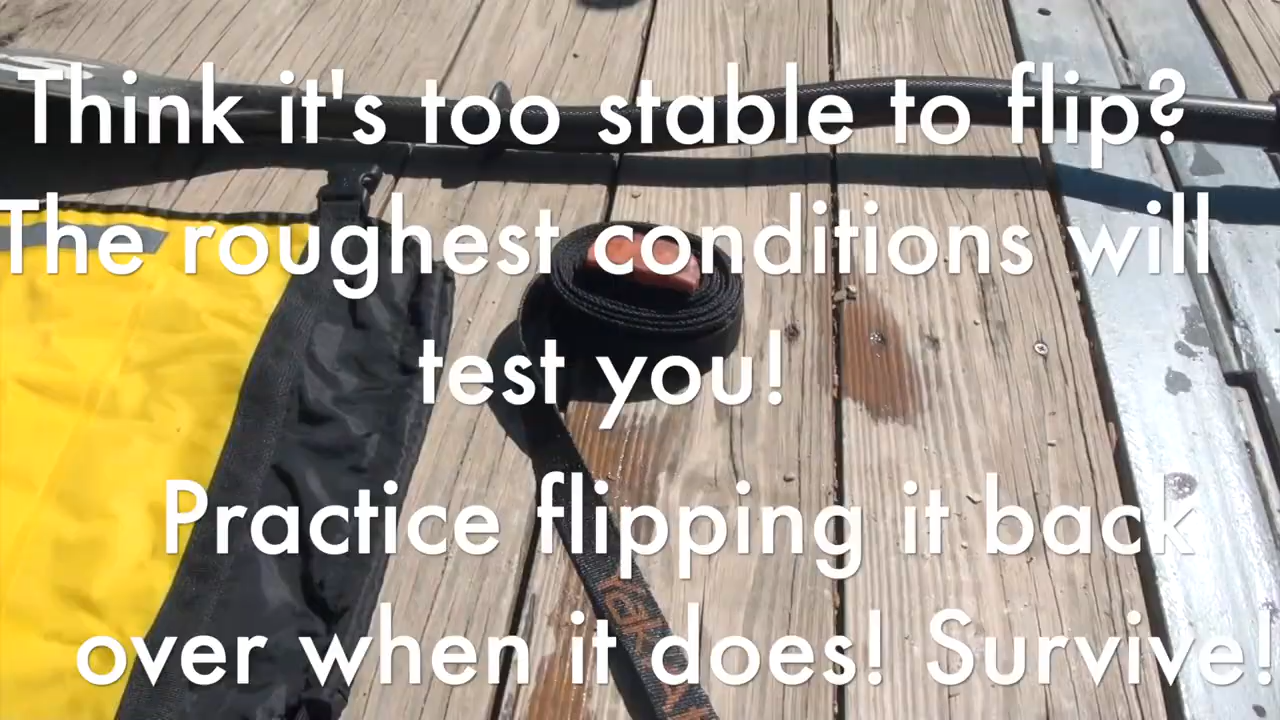 Think it's too stable to flip?
The roughest conditions will
test you!
Practice flipping it back
over when it does! Survive!